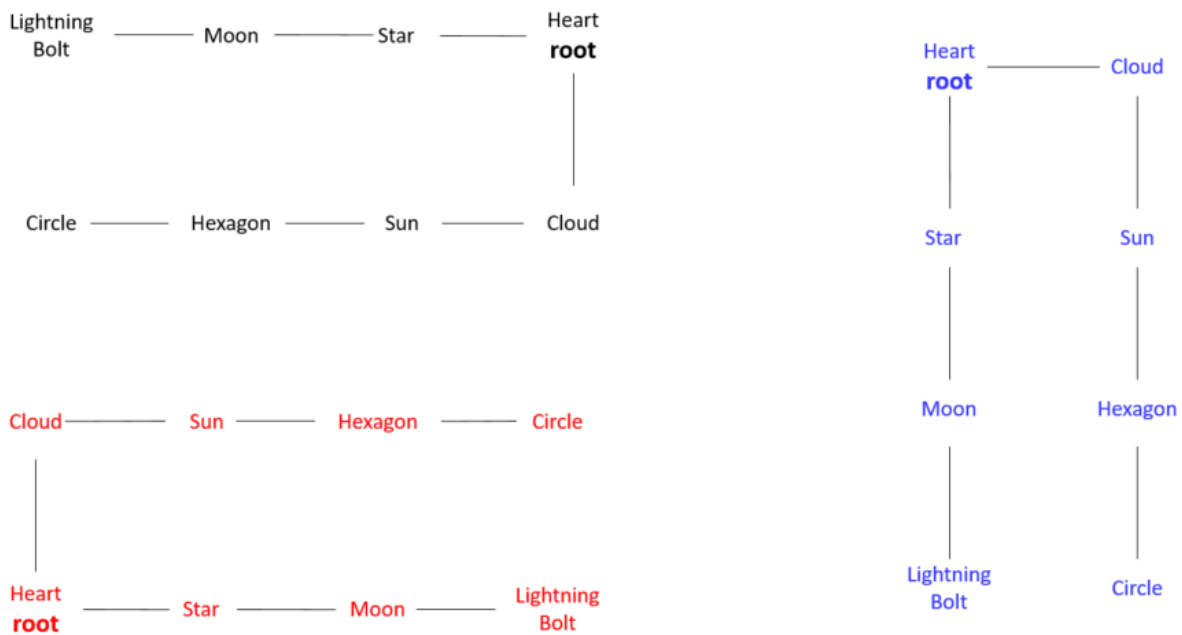 Lightning
Bolt
Moon
Star
Heart
root
Circle
Hexagon
Sun
Cloud
Cloud
Sun
Hexagon
Circle
Heart
root
Star
Moon
Lightning
Bolt
Heart
root
Cloud
Star
Sun
Moon
Hexagon
Lightning
Bolt
Circle